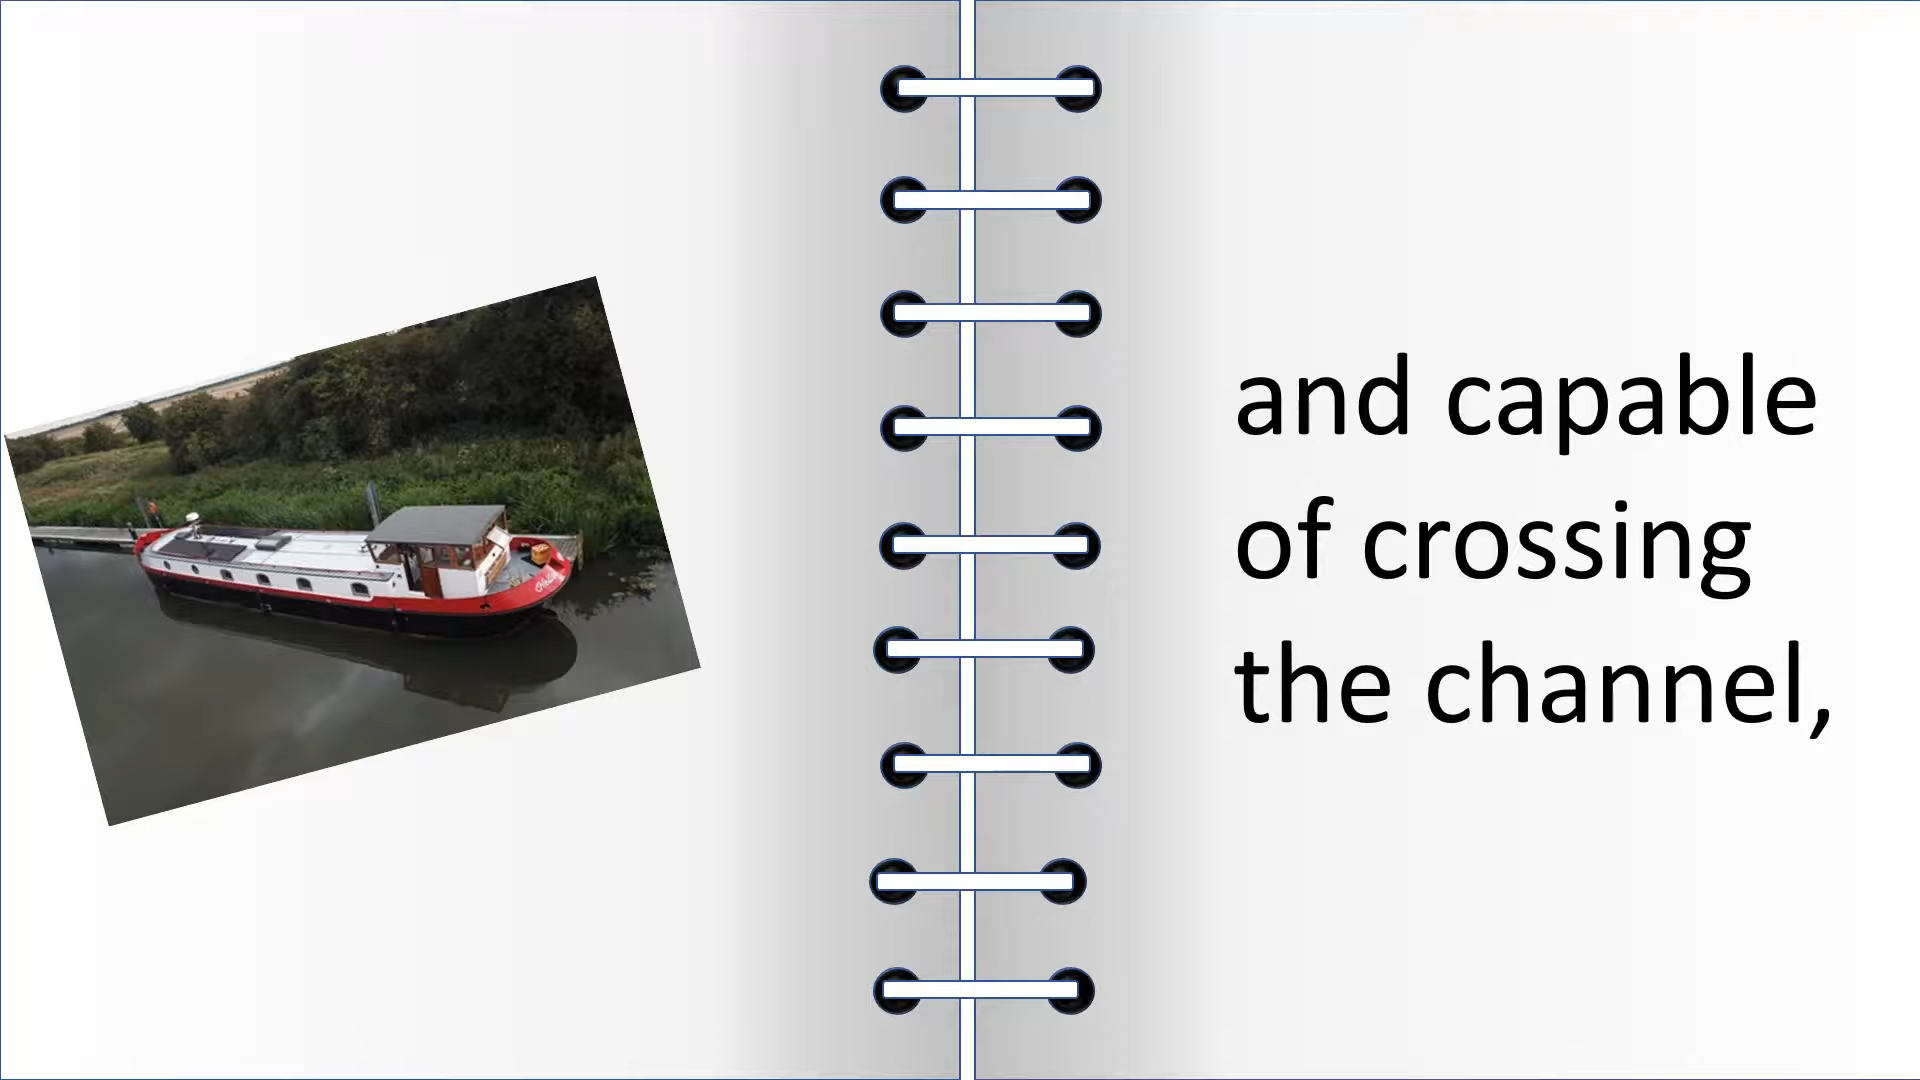 and capable
of crossing
the channel,